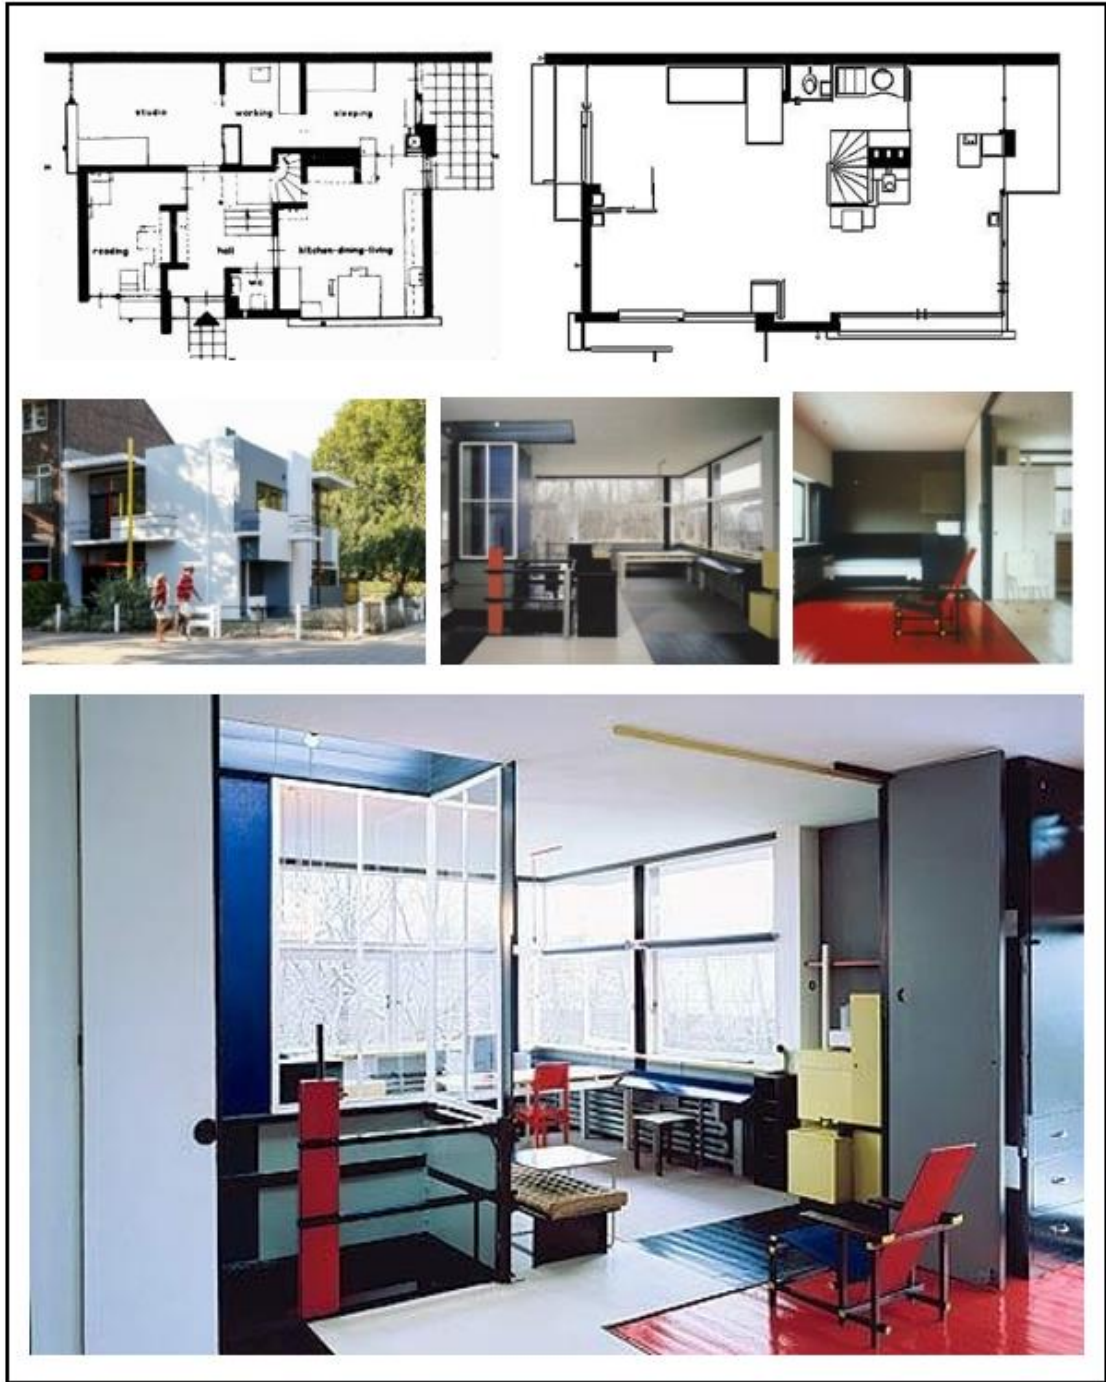 studio
working
sleeping
reading
hall
kitchen-dining-living
wc